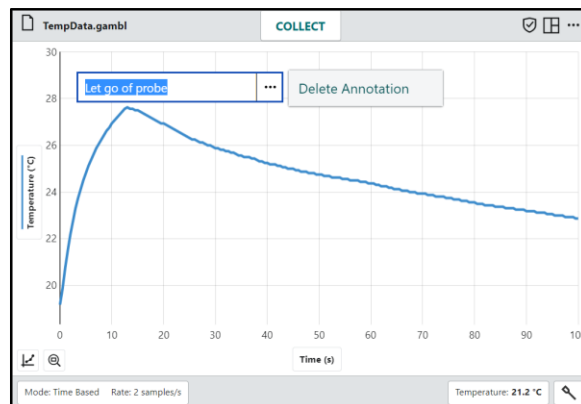 TempData.gambl
COLLECT
...
30
Let go of probe
...
Delete Annotation
28
26
24
22
20
Temperature (°C)
0
10
20
30
40
50
60
70
80
90
100
Time (s)
Mode: Time Based Rate: 2 samples/s
Temperature: 21.2 °C